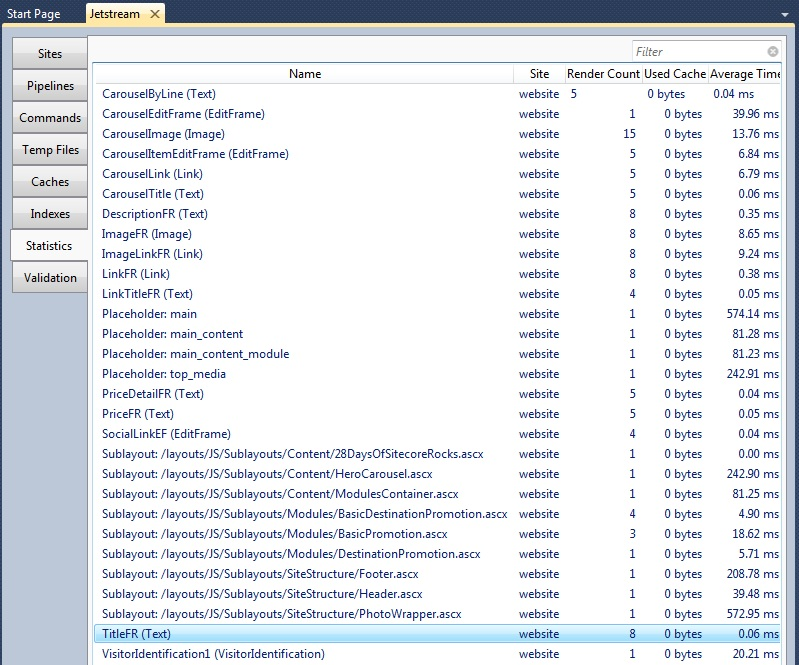 Start Page Jetstream
Filter
Sites
Pipelines
Commands
Temp Files
Caches
Indexes
Statistics
Validation
Name Site Render Count Used Cache Average Time
CarouselByLine (Text) website 5 0 bytes 0.04 ms
CarouselEditFrame (EditFrame) website 1 0 bytes 39.96 ms
CarouselImage (Image) website 15 0 bytes 13.76 ms
CarouselItemEditFrame (EditFrame) website 5 0 bytes 6.84 ms
CarouselLink (Link) website 5 0 bytes 6.79 ms
CarouselTitle (Text) website 5 0 bytes 0.06 ms
DescriptionFR (Text) website 8 0 bytes 0.35 ms
ImageFR (Image) website 8 0 bytes 8.65 ms
ImageLinkFR (Link) website 8 0 bytes 9.24 ms
LinkFR (Link) website 8 0 bytes 0.38 ms
LinkTitleFR (Text) website 4 0 bytes 0.05 ms
Placeholder: main website 1 0 bytes 574.14 ms
Placeholder: main_content website 1 0 bytes 81.28 ms
Placeholder: main_content_module website 1 0 bytes 81.23 ms
Placeholder: top_media website 1 0 bytes 242.91 ms
PriceDetailFR (Text) website 5 0 bytes 0.04 ms
PriceFR (Text) website 5 0 bytes 0.05 ms
SocialLinkEF (EditFrame) website 4 0 bytes 0.04 ms
Sublayout: /layouts/JS/Sublayouts/Content/28DaysOfSitecoreRocks.ascx website 1 0 bytes 0.00 ms
Sublayout: /layouts/JS/Sublayouts/Content/HeroCarousel.ascx website 1 0 bytes 242.90 ms
Sublayout: /layouts/JS/Sublayouts/Content/ModulesContainer.ascx website 1 0 bytes 81.25 ms
Sublayout: /layouts/JS/Sublayouts/Modules/BasicDestinationPromotion.ascx website 4 0 bytes 4.90 ms
Sublayout: /layouts/JS/Sublayouts/Modules/BasicPromotion.ascx website 3 0 bytes 18.62 ms
Sublayout: /layouts/JS/Sublayouts/Modules/DestinationPromotion.ascx website 1 0 bytes 5.71 ms
Sublayout: /layouts/JS/Sublayouts/SiteStructure/Footer.ascx website 1 0 bytes 208.78 ms
Sublayout: /layouts/JS/Sublayouts/SiteStructure/Header.ascx website 1 0 bytes 39.48 ms
Sublayout: /layouts/JS/Sublayouts/SiteStructure/PhotoWrapper.ascx website 1 0 bytes 572.95 ms
TitleFR (Text) website 8 0 bytes 0.06 ms
VisitorIdentification1 (VisitorIdentification) website 1 0 bytes 20.21 ms